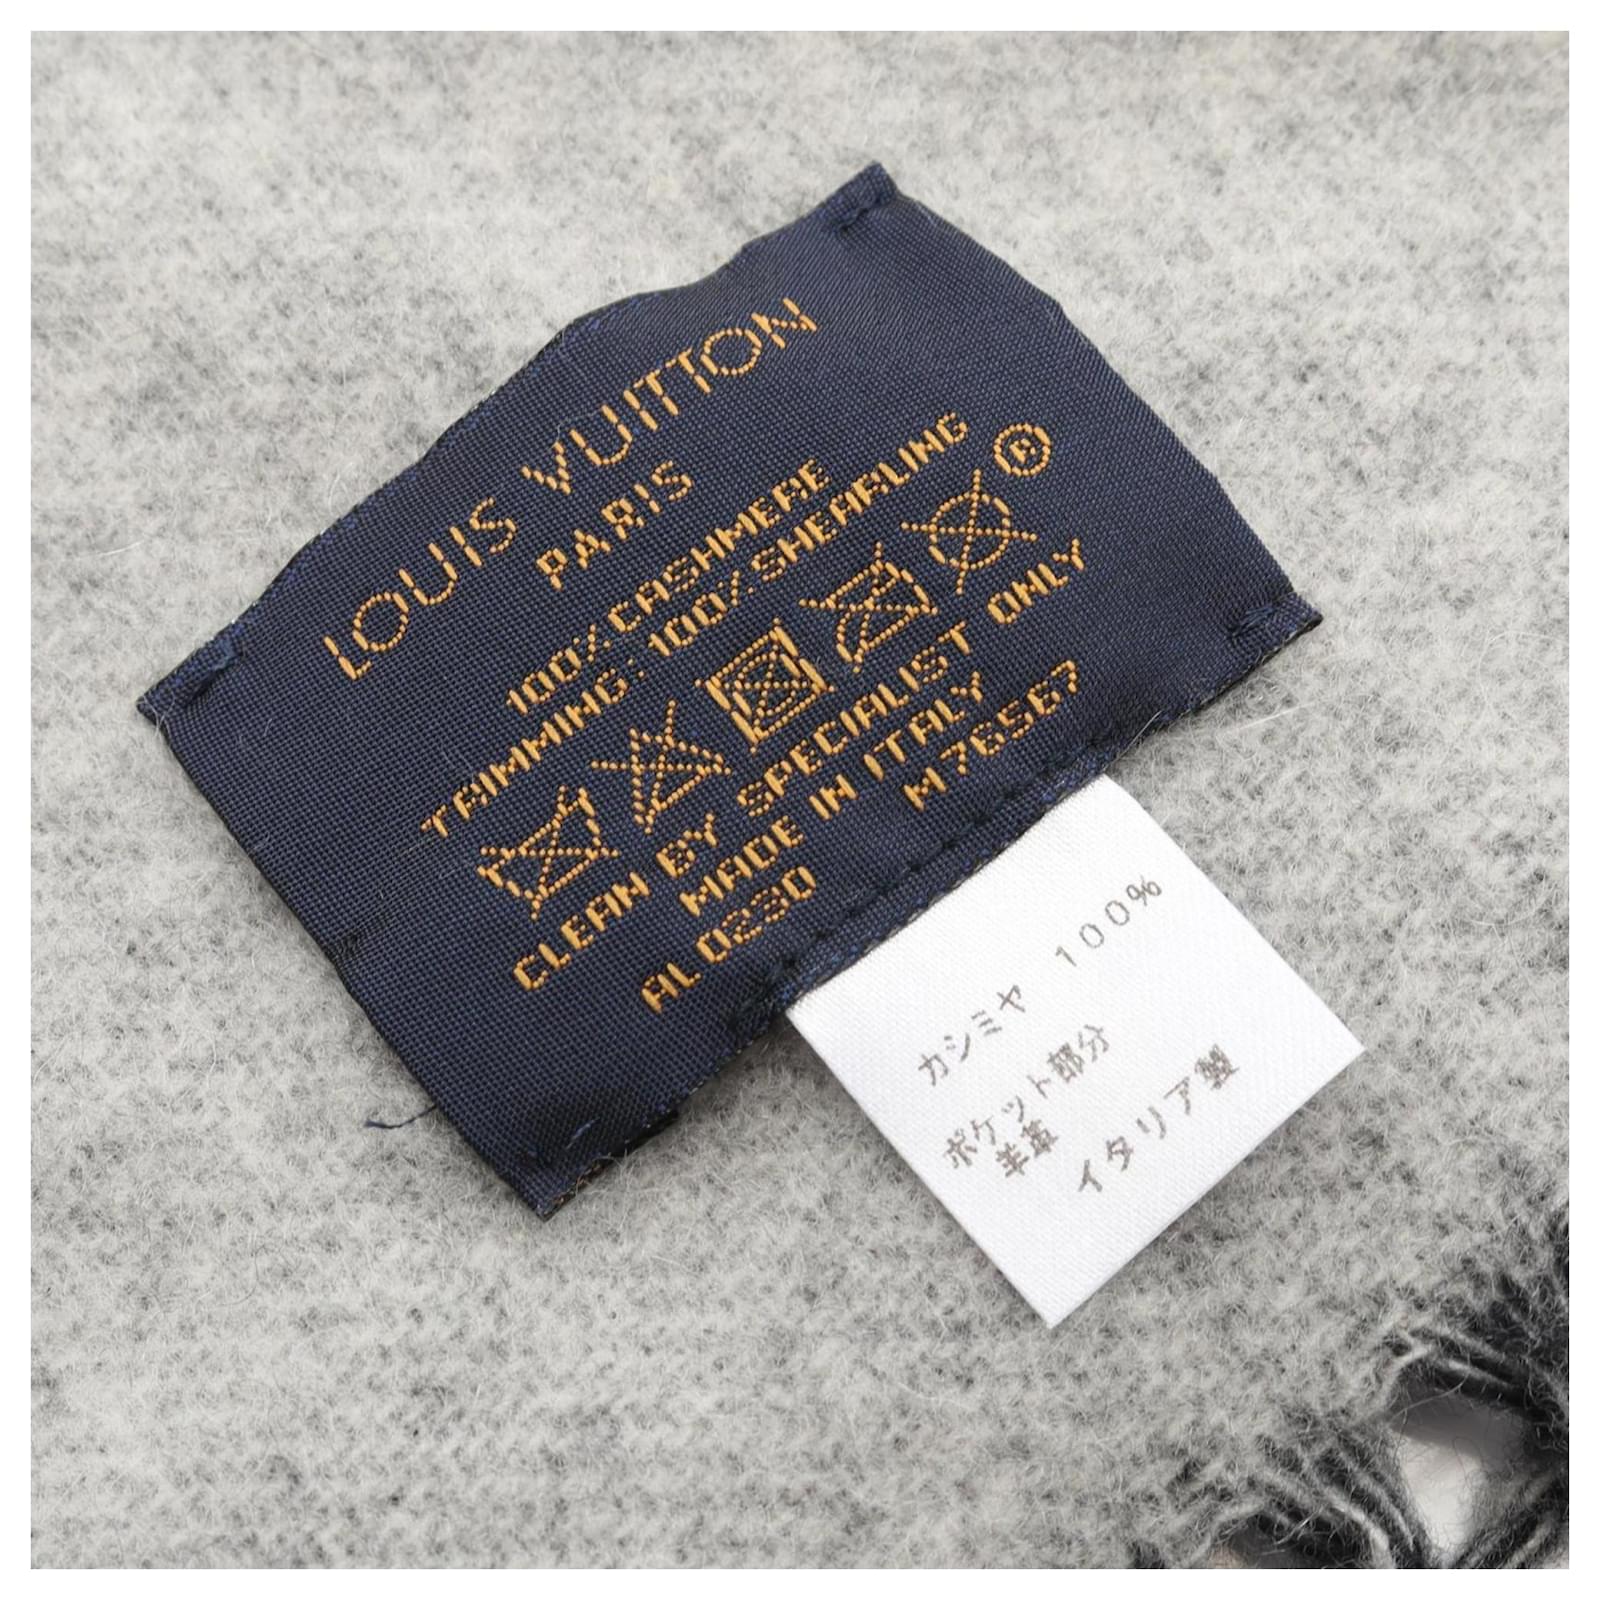 LOUIS VUITTON
PARIS
100% CASHMERE
TRIMMING: 100% SHEARLING
®
CLEAN BY SPECIALIST ONLY
MADE IN ITALY
AL 0230 M76567
カシミヤ 100%
ポケット部分
羊革
イタリア製